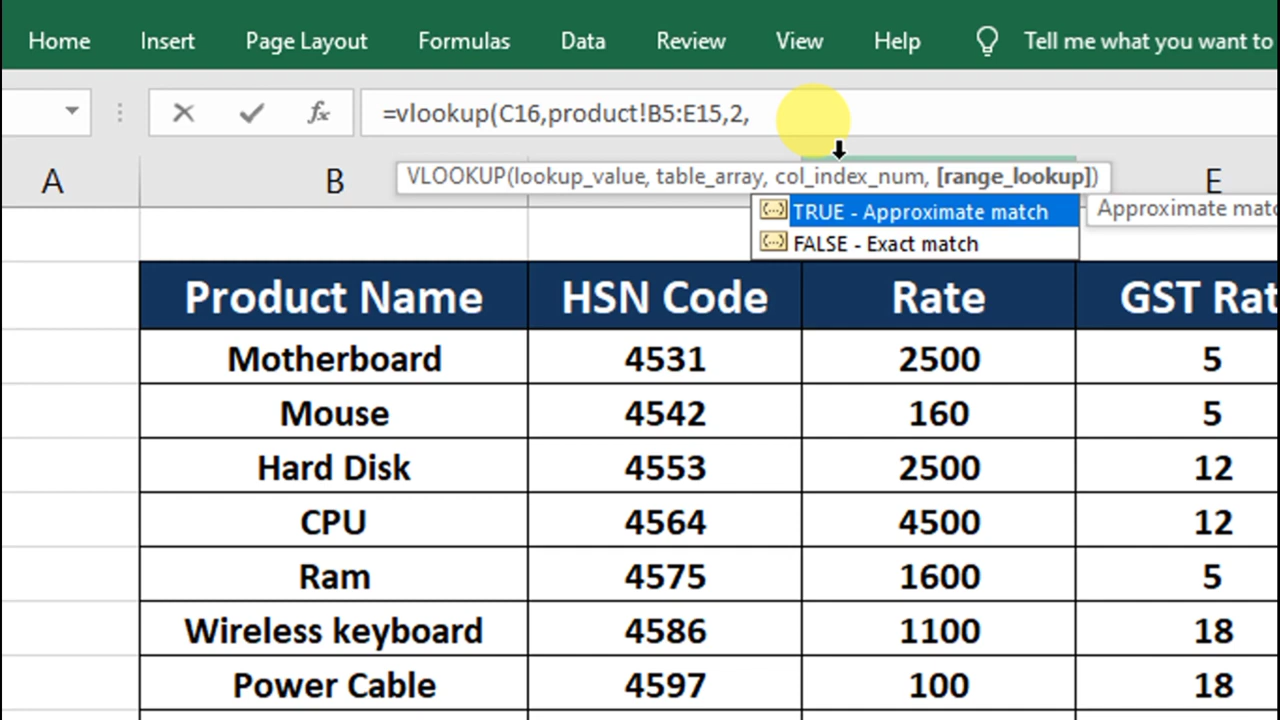 Home Insert Page Layout Formulas Data Review View Help Tell me what you want to
fx =vlookup(C16,product!B5:E15,2,
A B E
VLOOKUP(lookup_value, table_array, col_index_num, [range_lookup])
(...) TRUE - Approximate match Approximate matc
(...) FALSE - Exact match
Product Name HSN Code Rate GST Rat
Motherboard 4531 2500 5
Mouse 4542 160 5
Hard Disk 4553 2500 12
CPU 4564 4500 12
Ram 4575 1600 5
Wireless keyboard 4586 1100 18
Power Cable 4597 100 18